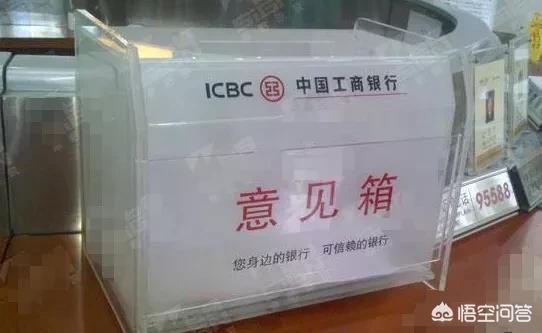 ICBC 中国工商银行
意见箱
您身边的银行 可信赖的银行
95588
悟空问答